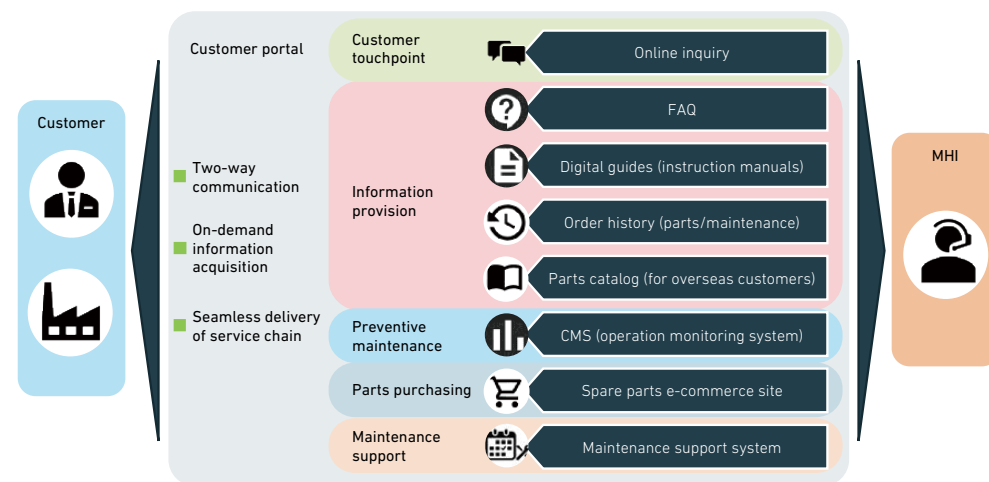 Customer
Customer portal
Two-way
communication
On-demand
information
acquisition
Seamless delivery
of service chain
Customer
touchpoint
Online inquiry
Information
provision
FAQ
Digital guides (instruction manuals)
Order history (parts/maintenance)
Parts catalog (for overseas customers)
Preventive
maintenance
CMS (operation monitoring system)
Parts purchasing
Spare parts e-commerce site
Maintenance
support
Maintenance support system
MHI